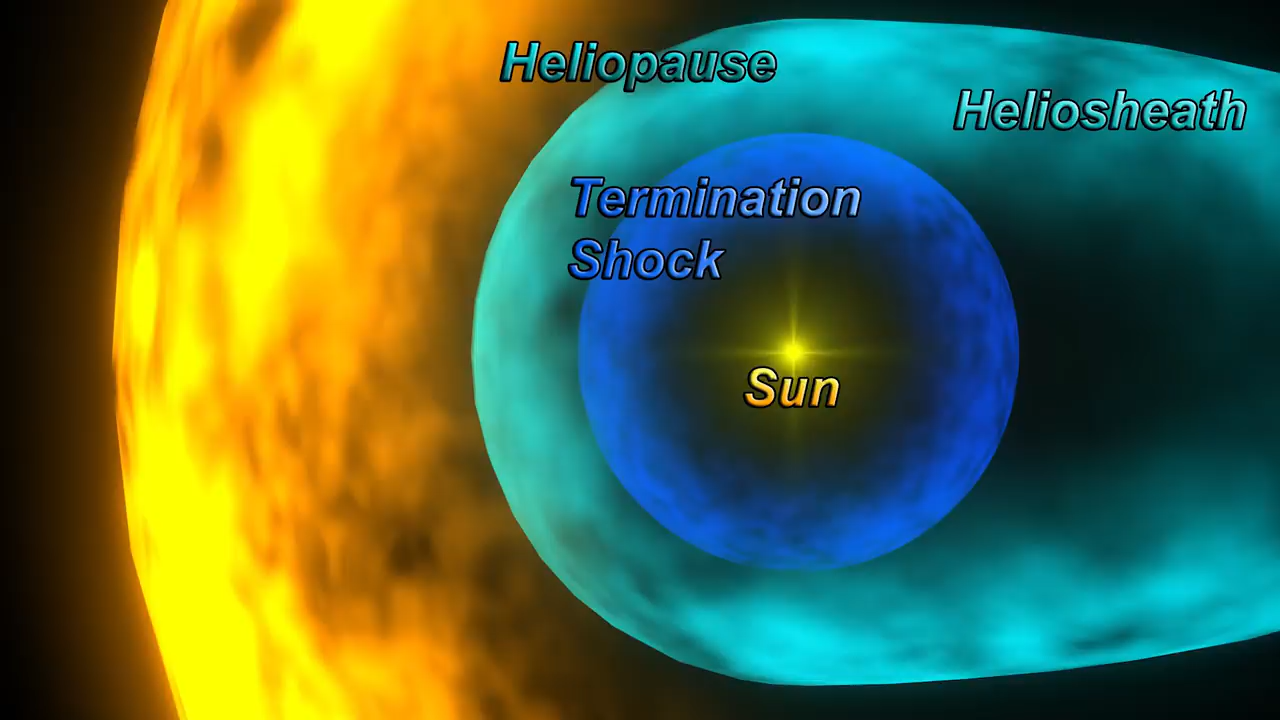 Heliopause
Heliosheath
Termination
Shock
Sun